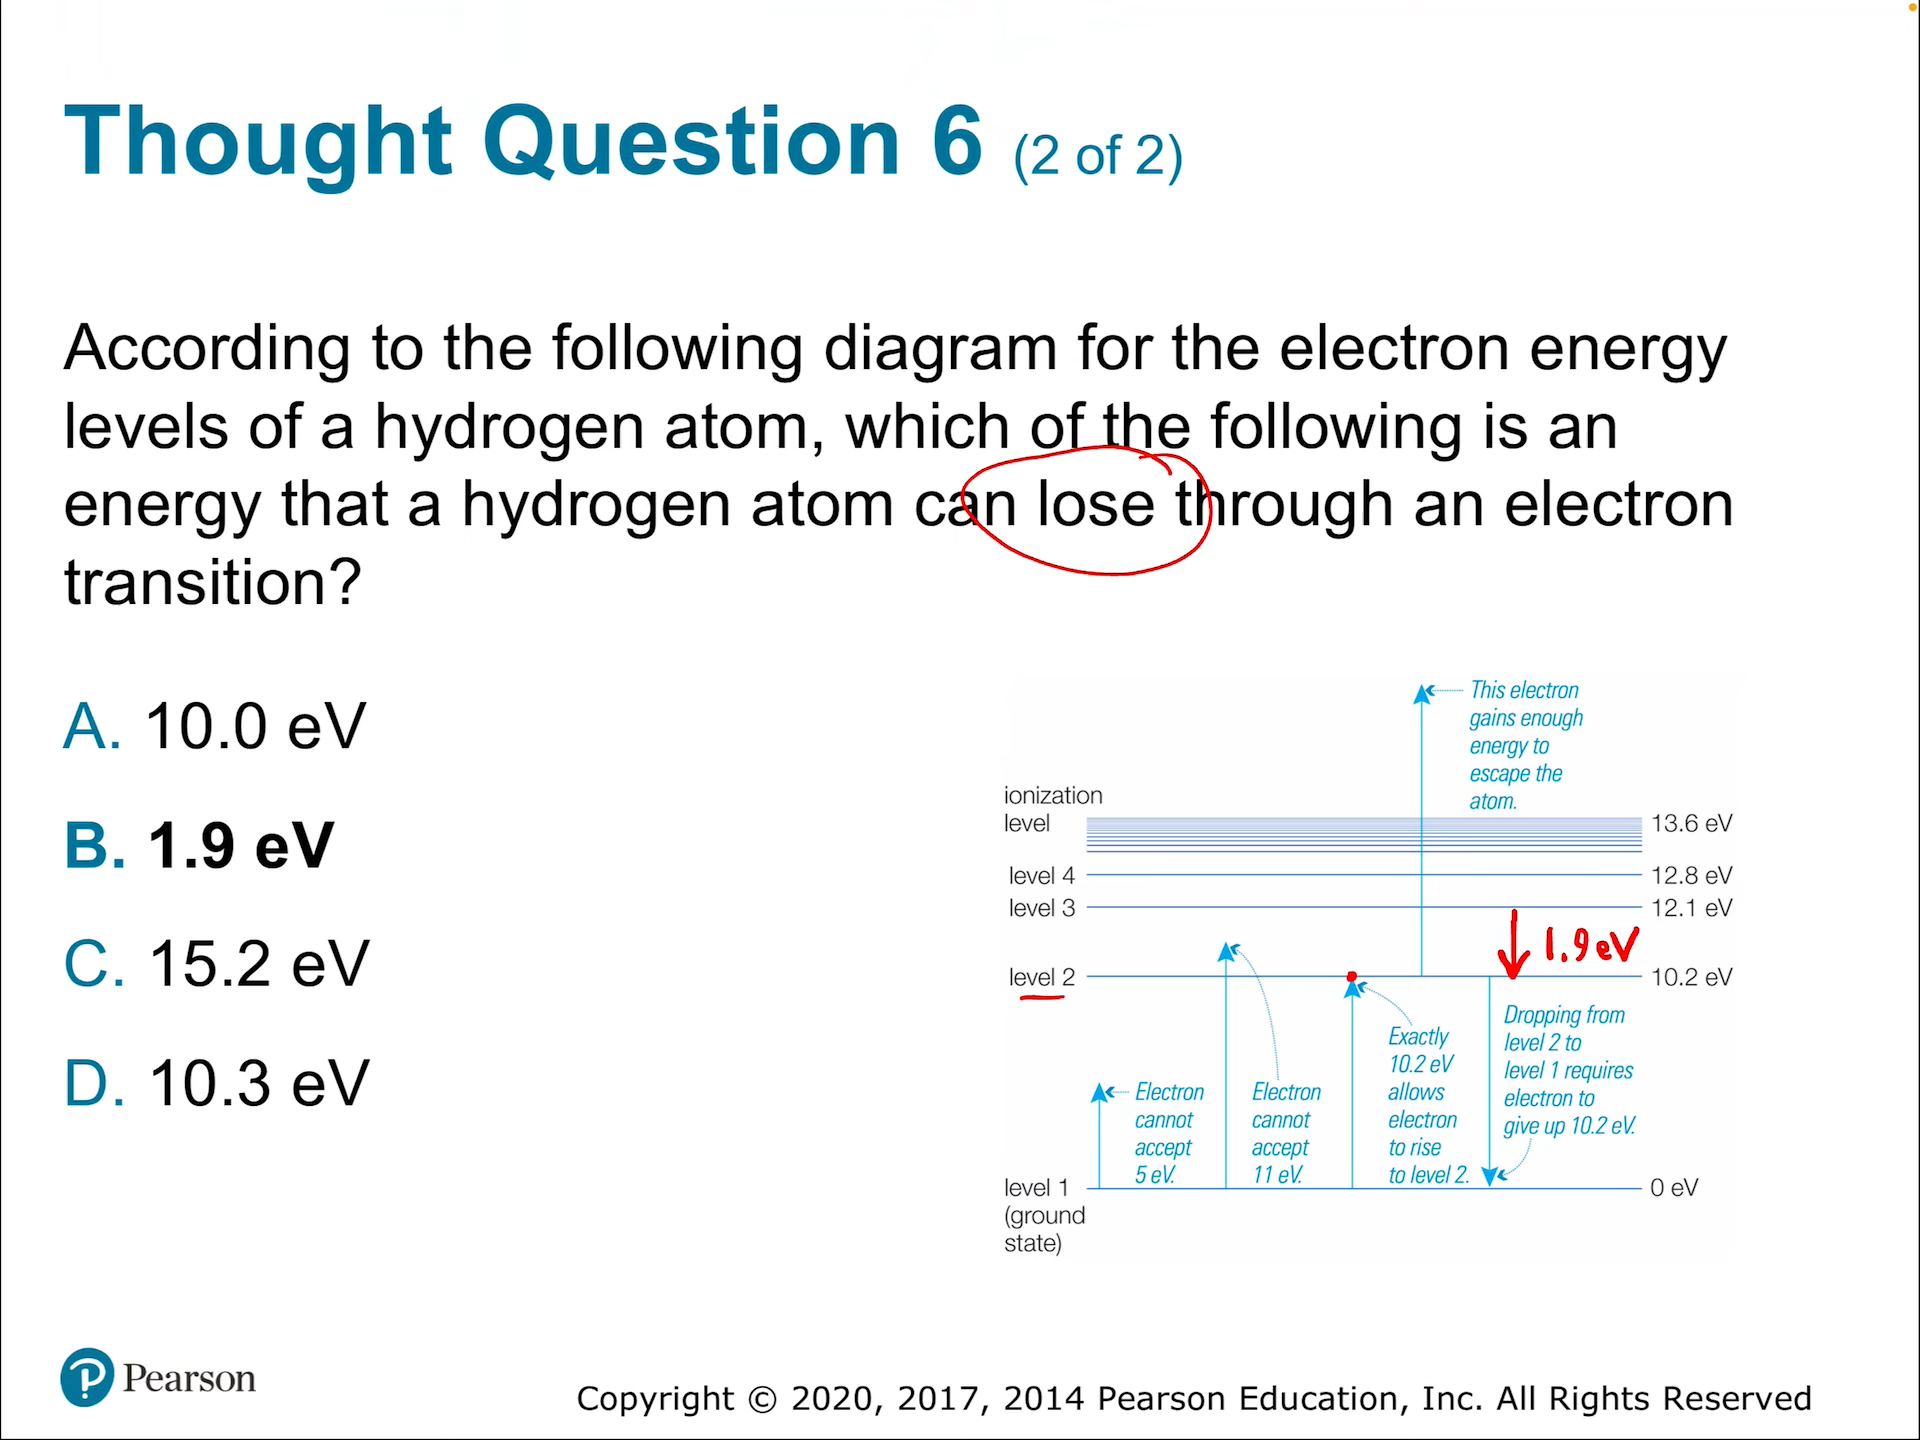 Thought Question 6 (2 of 2)
According to the following diagram for the electron energy
levels of a hydrogen atom, which of the following is an
energy that a hydrogen atom can lose through an electron
transition?
A. 10.0 eV
B. 1.9 eV
C. 15.2 eV
D. 10.3 eV
This electron
gains enough
energy to
escape the
atom.
ionization
level
13.6 eV
level 4
12.8 eV
level 3
12.1 eV
1.9 eV
level 2
10.2 eV
Electron
cannot
accept
5 eV.
Electron
cannot
accept
11 eV.
Exactly
10.2 eV
allows
electron
to rise
to level 2.
Dropping from
level 2 to
level 1 requires
electron to
give up 10.2 eV.
level 1
(ground
state)
0 eV
Pearson
Copyright © 2020, 2017, 2014 Pearson Education, Inc. All Rights Reserved